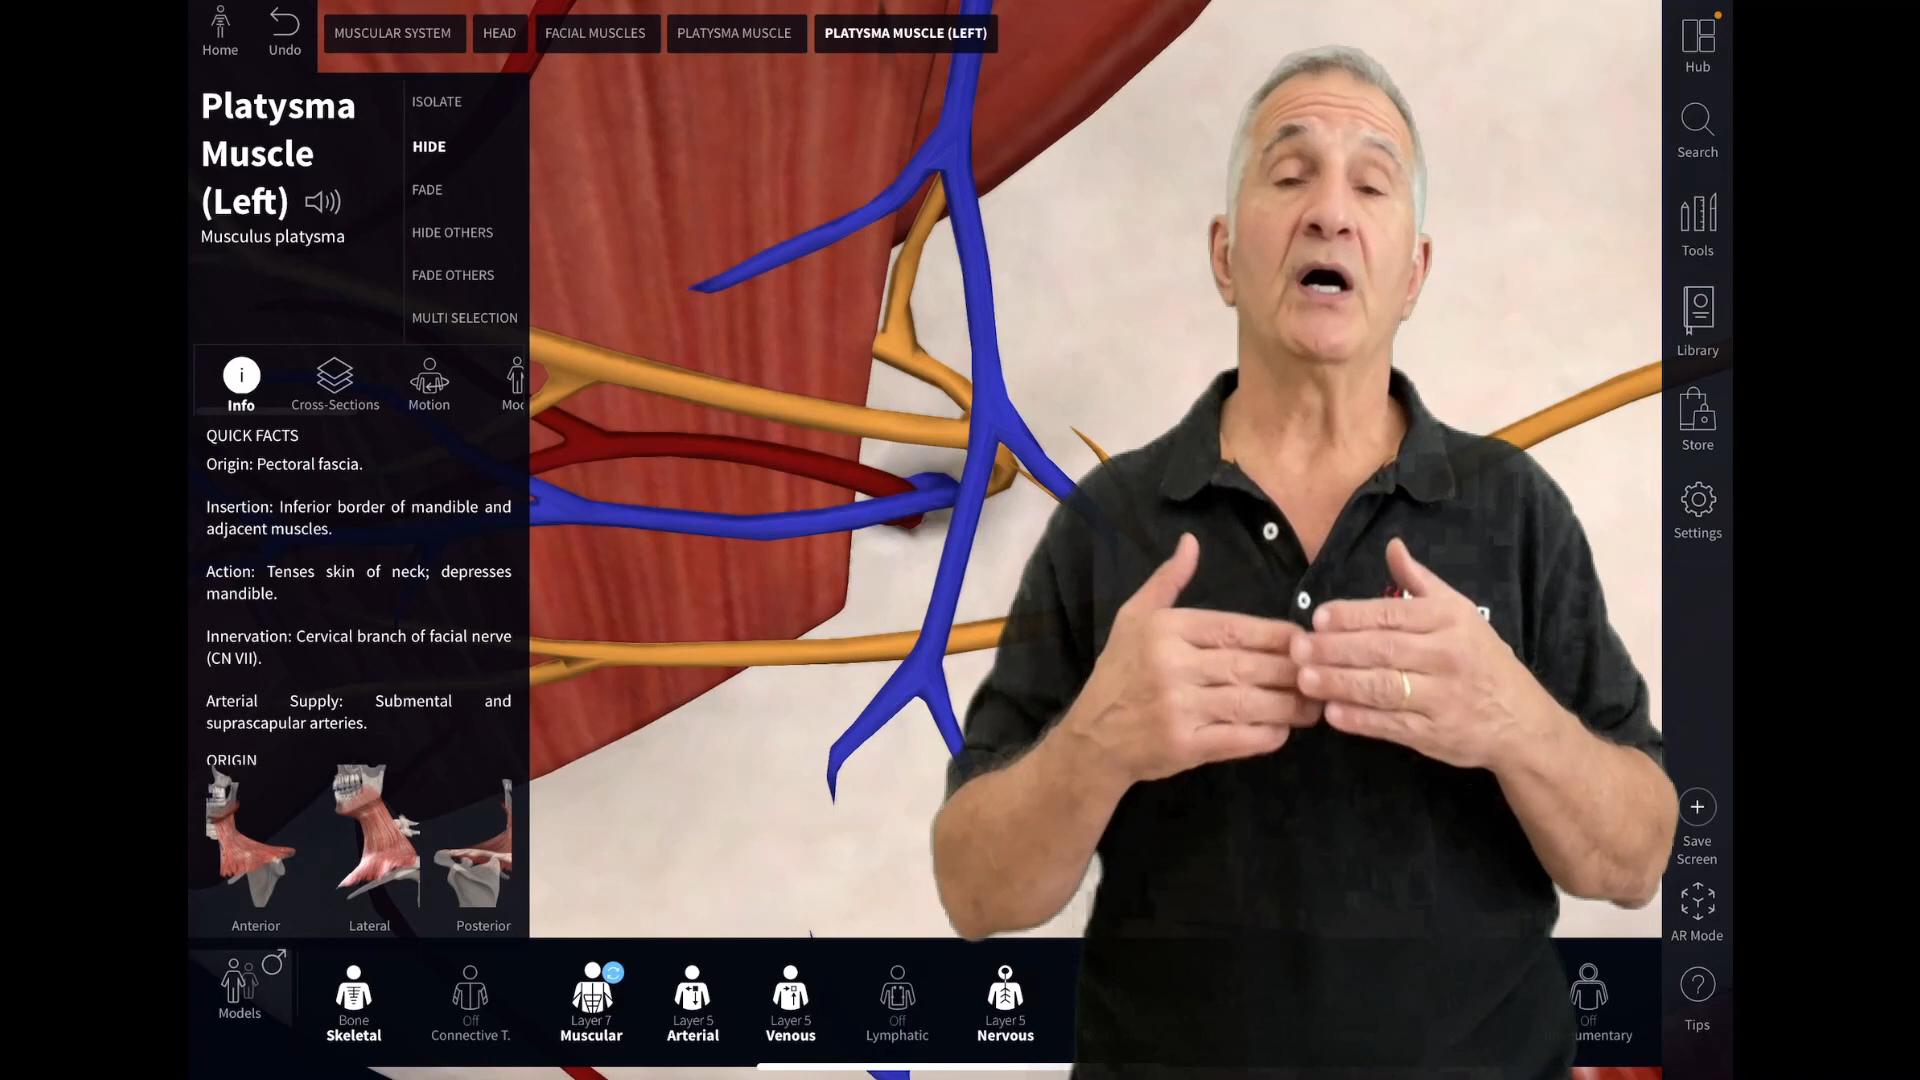 Home
Undo
MUSCULAR SYSTEM
HEAD
FACIAL MUSCLES
PLATYSMA MUSCLE
PLATYSMA MUSCLE (LEFT)
Platysma
Muscle
(Left)
Musculus platysma
ISOLATE
HIDE
FADE
HIDE OTHERS
FADE OTHERS
MULTI SELECTION
i
Info
Cross-Sections
Motion
QUICK FACTS
Origin: Pectoral fascia.
Insertion: Inferior border of mandible and
adjacent muscles.
Action: Tenses skin of neck; depresses
mandible.
Innervation: Cervical branch of facial nerve
(CN VII).
Arterial Supply: Submental and
suprascapular arteries.
ORIGIN
Anterior
Lateral
Posterior
Models
Bone
Skeletal
Off
Connective T.
Layer 7
Muscular
Layer 5
Arterial
Layer 5
Venous
Off
Lymphatic
Layer 5
Nervous
Off
Hub
Search
Tools
Library
Store
Settings
Save
Screen
AR Mode
?
Tips